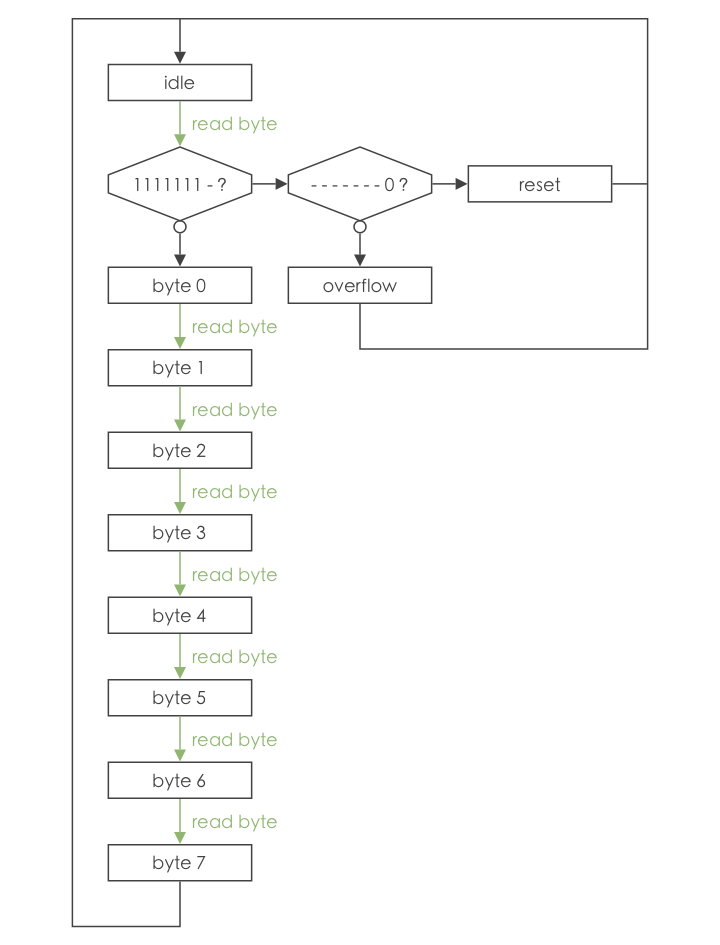 idle
read byte
1111111 - ?
- - - - - - - 0 ?
reset
byte 0
overflow
read byte
byte 1
read byte
byte 2
read byte
byte 3
read byte
byte 4
read byte
byte 5
read byte
byte 6
read byte
byte 7